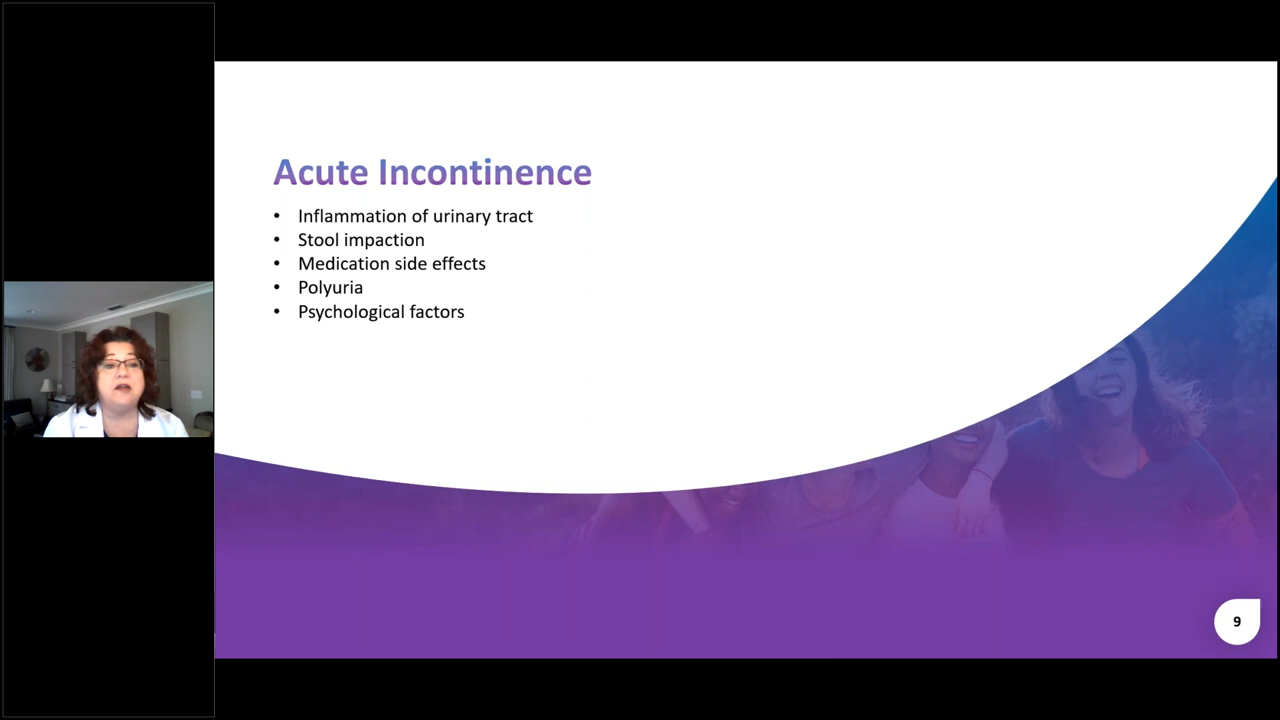 Acute Incontinence
• Inflammation of urinary tract
• Stool impaction
• Medication side effects
• Polyuria
• Psychological factors
9